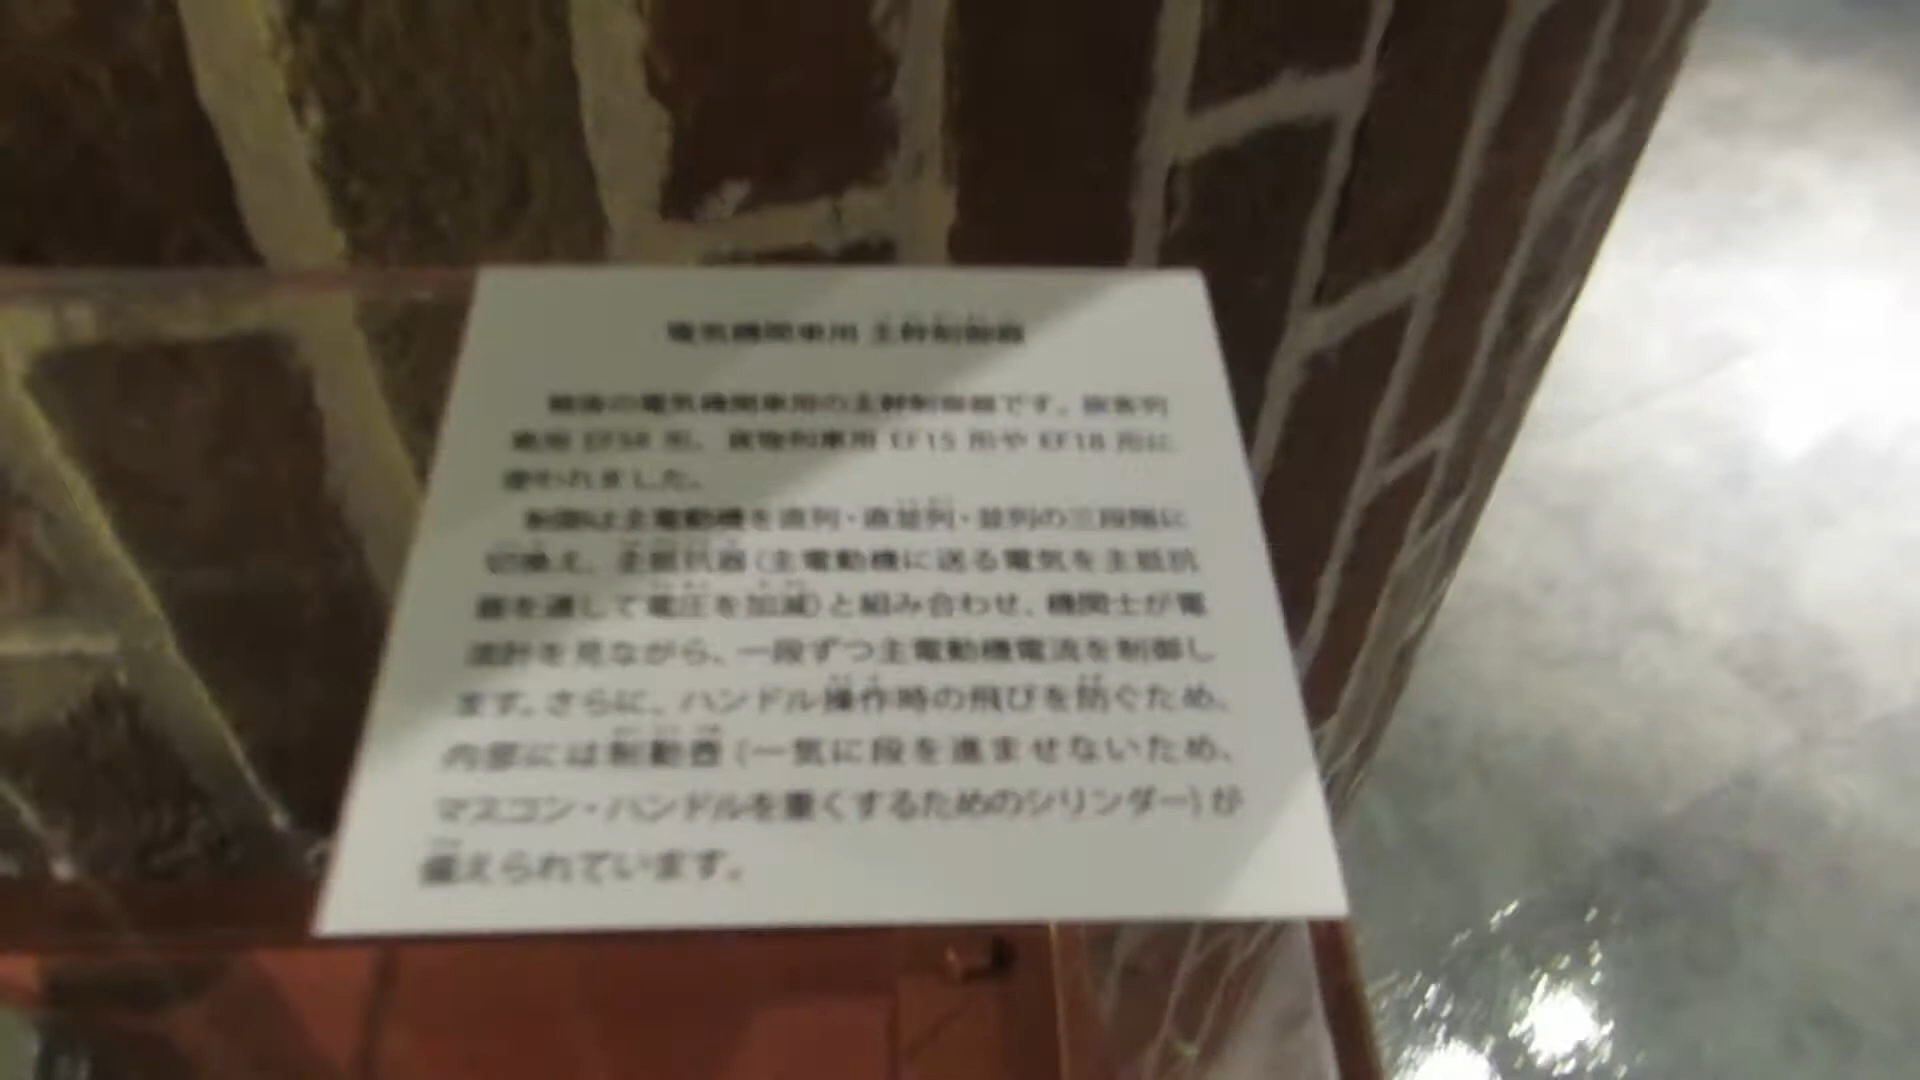 電気機関車用 主幹制御器
戦後の電気機関車用の主幹制御器です。旅客列
車用 EF58 形、貨物列車用 EF15 形や EF18 形に
使われました。
制御は主電動機を直列・直並列・並列の三段階に
切換え、主抵抗器(主電動機に送る電気を主抵抗
器を通して電圧を加減)と組み合わせ、機関士が電
流計を見ながら、一段ずつ主電動機電流を制御し
ます。さらに、ハンドル操作時の飛びを防ぐため、
内部には制動壺(一気に段を進ませないため、
マスコン・ハンドルを重くするためのシリンダー)が
備えられています。